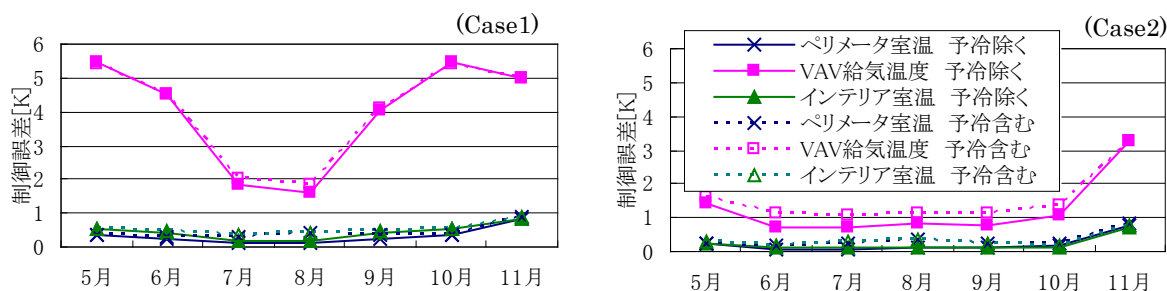 (Case1)
制御誤差[K]
6
5
4
3
2
1
0
5月 6月 7月 8月 9月 10月 11月
(Case2)
制御誤差[K]
6
5
4
3
2
1
0
ペリメータ室温 予冷除く
VAV給気温度 予冷除く
インテリア室温 予冷除く
ペリメータ室温 予冷含む
VAV給気温度 予冷含む
インテリア室温 予冷含む
5月 6月 7月 8月 9月 10月 11月